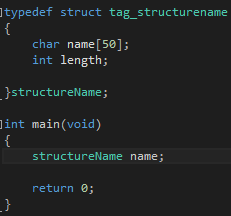 typedef struct tag_structurename
{
char name[50];
int length;
}structureName;
int main(void)
{
structureName name;
return 0;
}